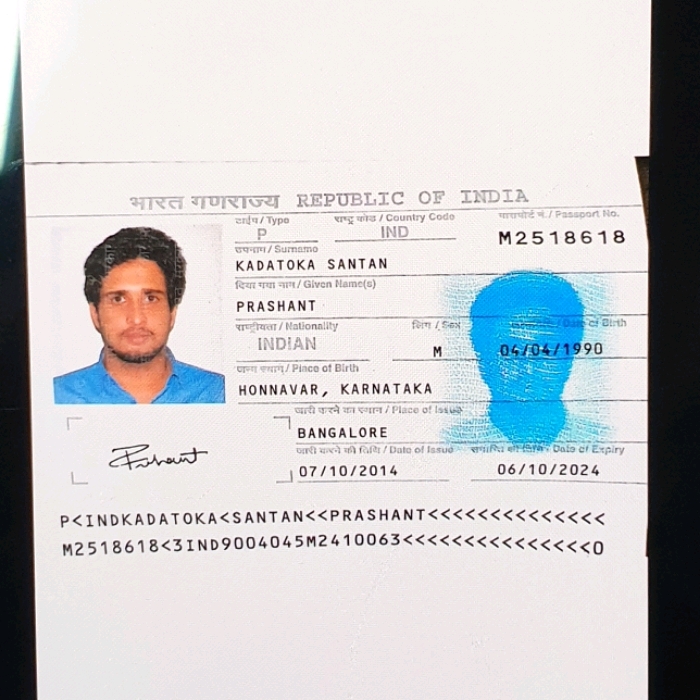 भारत गणराज्य REPUBLIC OF INDIA
टाईप / Type
राष्ट्र कोड / Country Code
पासपोर्ट नं. / Passport No.
P
IND
M2518618
उपनाम / Surname
KADATOKA SANTAN
दिया गया नाम / Given Name(s)
PRASHANT
राष्ट्रीयता / Nationality
लिंग / Sex
Date of Birth
INDIAN
M
04/04/1990
जन्म स्थान / Place of Birth
HONNAVAR, KARNATAKA
जारी करने का स्थान / Place of Issue
BANGALORE
Prashant
जारी करने की तिथि / Date of Issue
समाप्ति की तिथि / Date of Expiry
07/10/2014
06/10/2024
P<INDKADATOKA<SANTAN<<PRASHANT<<<<<<<<<<<<<<
M2518618<3IND9004045M2410063<<<<<<<<<<<<<<<0